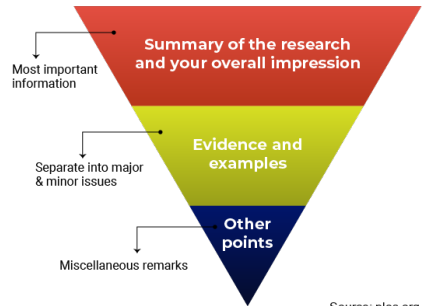 Summary of the research
and your overall impression
Most important
information
Evidence and
examples
Separate into major
& minor issues
Other
points
Miscellaneous remarks